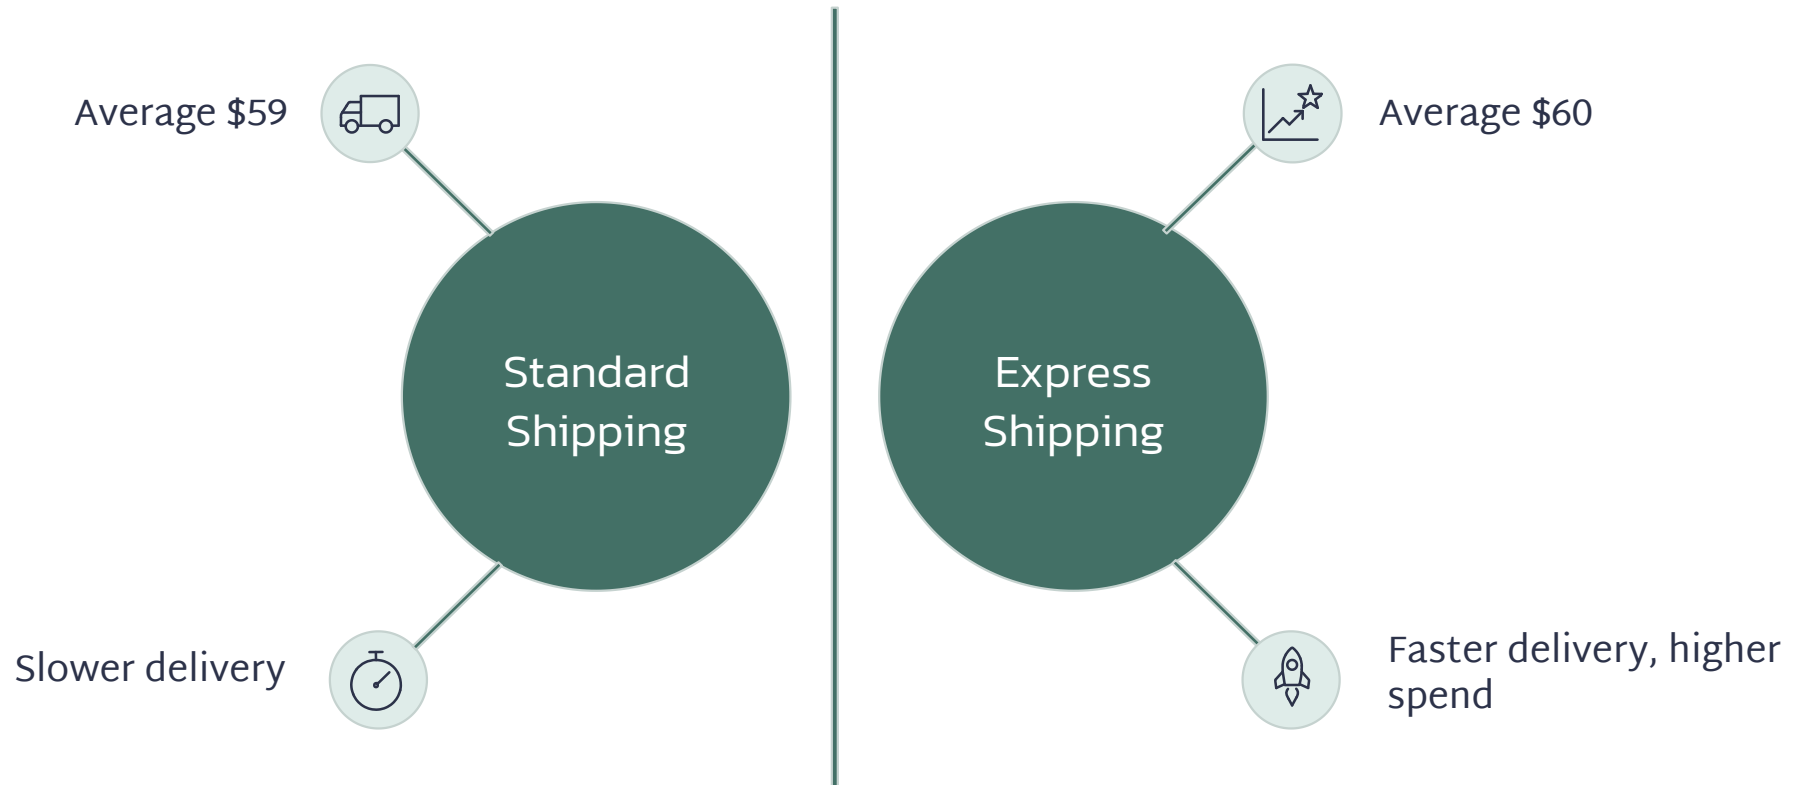 Average $59
Standard
Shipping
Slower delivery
Average $60
Express
Shipping
Faster delivery, higher
spend